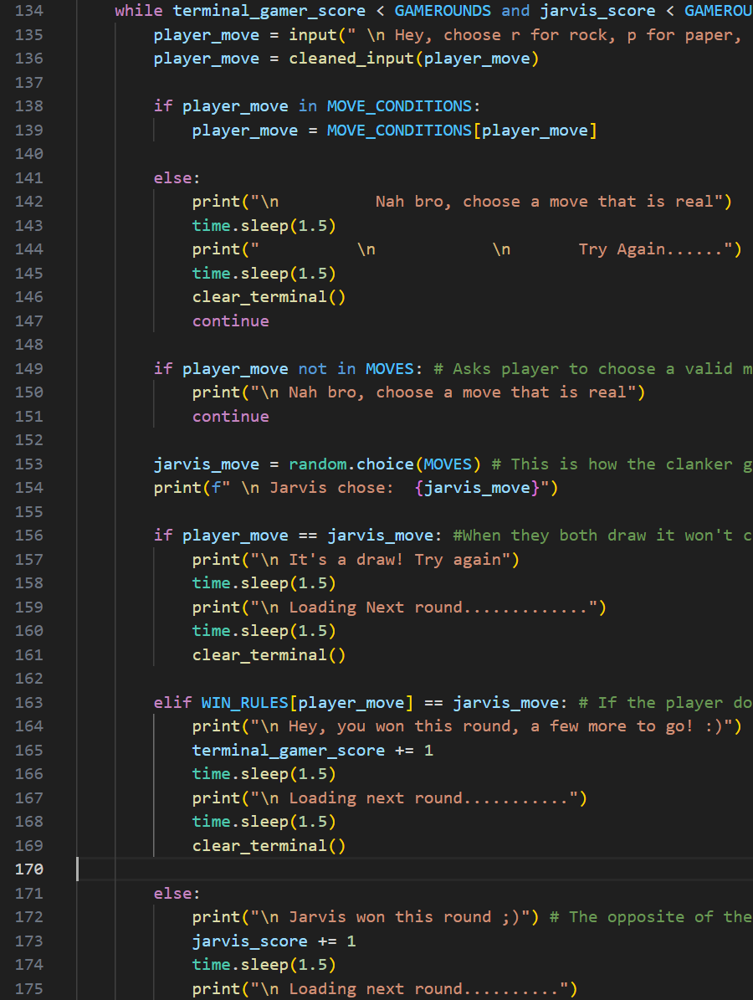 134 while terminal_gamer_score < GAMEROUNDS and jarvis_score < GAMEROU
135 player_move = input(" \n Hey, choose r for rock, p for paper,
136 player_move = cleaned_input(player_move)
137
138 if player_move in MOVE_CONDITIONS:
139 player_move = MOVE_CONDITIONS[player_move]
140
141 else:
142 print("\n          Nah bro, choose a move that is real")
143 time.sleep(1.5)
144 print("          \n            \n       Try Again......")
145 time.sleep(1.5)
146 clear_terminal()
147 continue
148
149 if player_move not in MOVES: # Asks player to choose a valid m
150 print("\n Nah bro, choose a move that is real")
151 continue
152
153 jarvis_move = random.choice(MOVES) # This is how the clanker g
154 print(f" \n Jarvis chose:  {jarvis_move}")
155
156 if player_move == jarvis_move: #When they both draw it won't c
157 print("\n It's a draw! Try again")
158 time.sleep(1.5)
159 print("\n Loading Next round.............")
160 time.sleep(1.5)
161 clear_terminal()
162
163 elif WIN_RULES[player_move] == jarvis_move: # If the player do
164 print("\n Hey, you won this round, a few more to go! :)")
165 terminal_gamer_score += 1
166 time.sleep(1.5)
167 print("\n Loading next round...........")
168 time.sleep(1.5)
169 clear_terminal()
170
171 else:
172 print("\n Jarvis won this round ;)") # The opposite of the
173 jarvis_score += 1
174 time.sleep(1.5)
175 print("\n Loading next round..........")